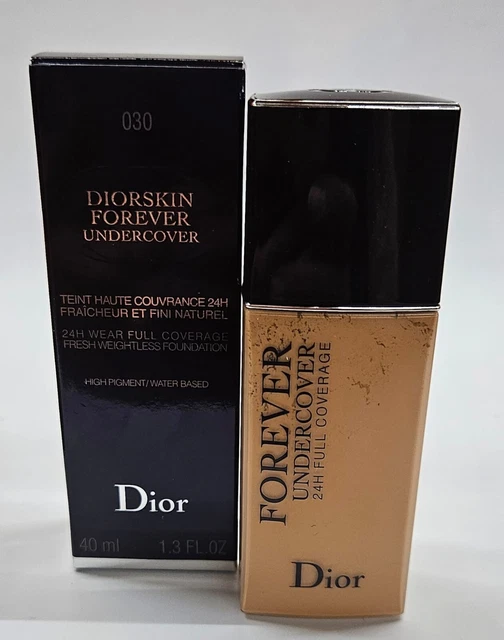 030
DIORSKIN
FOREVER
UNDERCOVER
TEINT HAUTE COUVRANCE 24H
FRAÎCHEUR ET FINI NATUREL
24H WEAR FULL COVERAGE
FRESH WEIGHTLESS FOUNDATION
HIGH PIGMENT/WATER BASED
Dior
40 ml 1.3 FL.OZ
FOREVER
UNDERCOVER
24H FULL COVERAGE
Dior